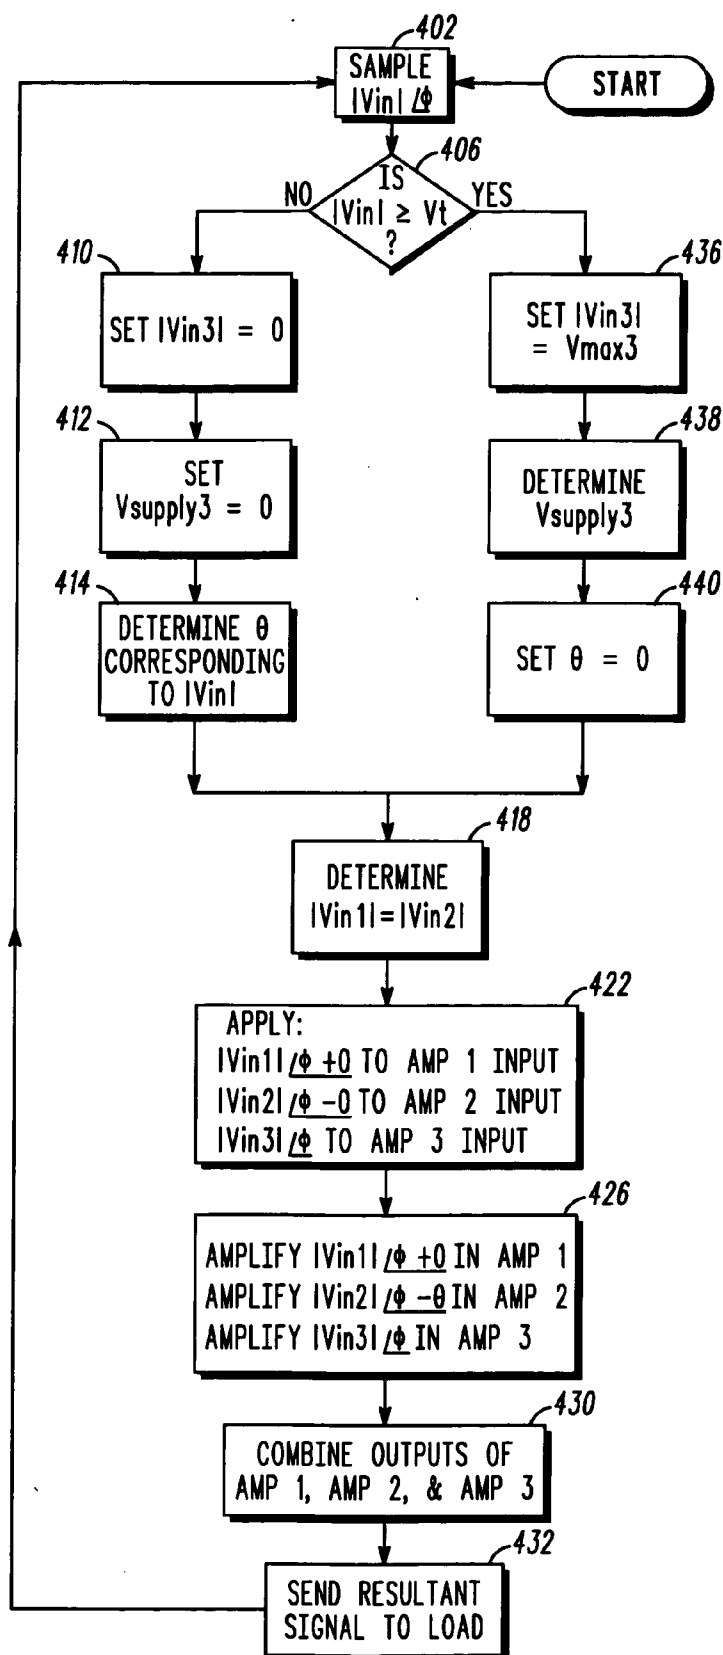 402
SAMPLE
|Vin| /ϕ
START
406
IS
|Vin| ≥ Vt
?
NO
YES
410
SET |Vin3| = 0
436
SET |Vin3|
= Vmax3
412
SET
Vsupply3 = 0
438
DETERMINE
Vsupply3
414
DETERMINE θ
CORRESPONDING
TO |Vin|
440
SET θ = 0
418
DETERMINE
|Vin1|=|Vin2|
422
APPLY:
|Vin1| /ϕ +0 TO AMP 1 INPUT
|Vin2| /ϕ -0 TO AMP 2 INPUT
|Vin3| /ϕ TO AMP 3 INPUT
426
AMPLIFY |Vin1| /ϕ +0 IN AMP 1
AMPLIFY |Vin2| /ϕ -θ IN AMP 2
AMPLIFY |Vin3| /ϕ IN AMP 3
430
COMBINE OUTPUTS OF
AMP 1, AMP 2, & AMP 3
432
SEND RESULTANT
SIGNAL TO LOAD